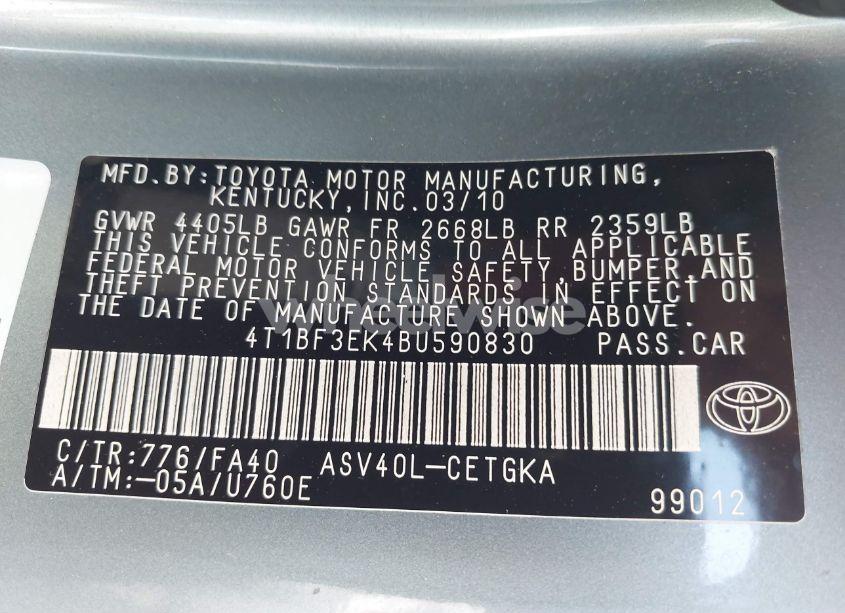 MFD.BY:TOYOTA MOTOR MANUFACTURING,
KENTUCKY, INC.03/10
GVWR 4405LB GAWR FR 2668LB RR 2359LB
THIS VEHICLE CONFORMS TO ALL APPLICABLE
FEDERAL MOTOR VEHICLE SAFETY, BUMPER, AND
THEFT PREVENTION STANDARDS IN EFFECT ON
THE DATE OF MANUFACTURE SHOWN ABOVE.
wheelwise
4T1BF3EK4BU590830 PASS.CAR
C/TR:776/FA40 ASV40L-CETGKA
A/TM:-05A/U760E
99012